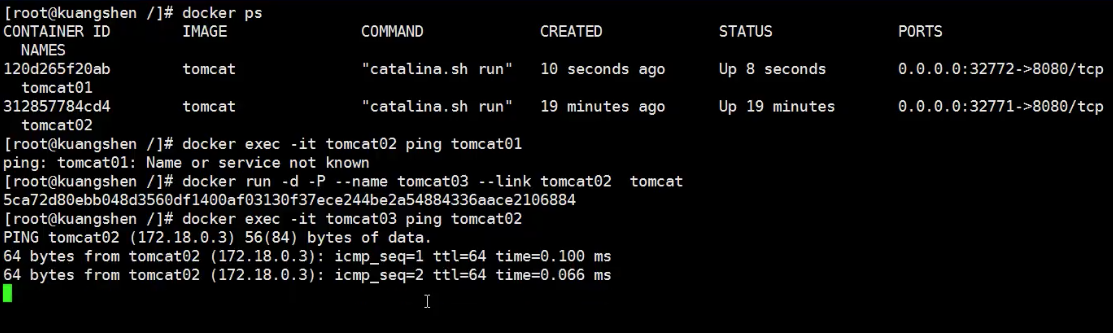 [root@kuangshen /]# docker ps
CONTAINER ID        IMAGE               COMMAND             CREATED             STATUS              PORTS
  NAMES
120d265f20ab        tomcat              "catalina.sh run"   10 seconds ago      Up 8 seconds        0.0.0.0:32772->8080/tcp
  tomcat01
312857784cd4        tomcat              "catalina.sh run"   19 minutes ago      Up 19 minutes       0.0.0.0:32771->8080/tcp
  tomcat02
[root@kuangshen /]# docker exec -it tomcat02 ping tomcat01
ping: tomcat01: Name or service not known
[root@kuangshen /]# docker run -d -P --name tomcat03 --link tomcat02  tomcat
5ca72d80ebb048d3560df1400af03130f37ece244be2a54884336aace2106884
[root@kuangshen /]# docker exec -it tomcat03 ping tomcat02
PING tomcat02 (172.18.0.3) 56(84) bytes of data.
64 bytes from tomcat02 (172.18.0.3): icmp_seq=1 ttl=64 time=0.100 ms
64 bytes from tomcat02 (172.18.0.3): icmp_seq=2 ttl=64 time=0.066 ms